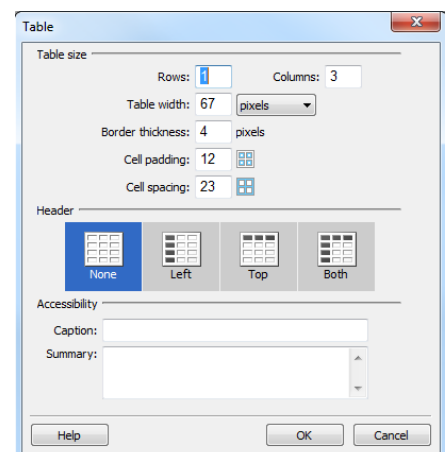 Table
Table size
Rows: 1 Columns: 3
Table width: 67 pixels
Border thickness: 4 pixels
Cell padding: 12
Cell spacing: 23
Header
None Left Top Both
Accessibility
Caption:
Summary:
Help OK Cancel